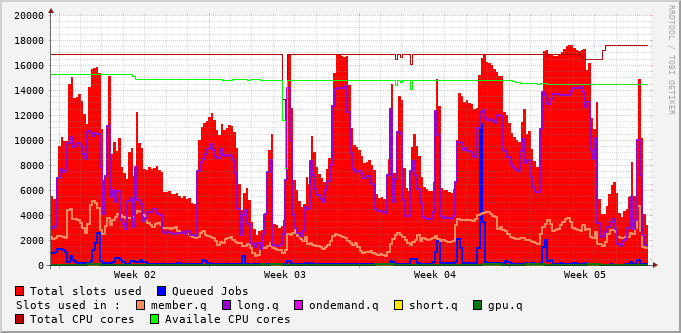 18000
16000
14000
12000
10000
8000
6000
4000
2000
0
Week 02 Week 03 Week 04 Week 05
Total slots used Queued Jobs
Slots used in : member.q long.q ondemand.q short.q gpu.q
Total CPU cores Availale CPU cores
RRDTOOL / TOBI OETIKER